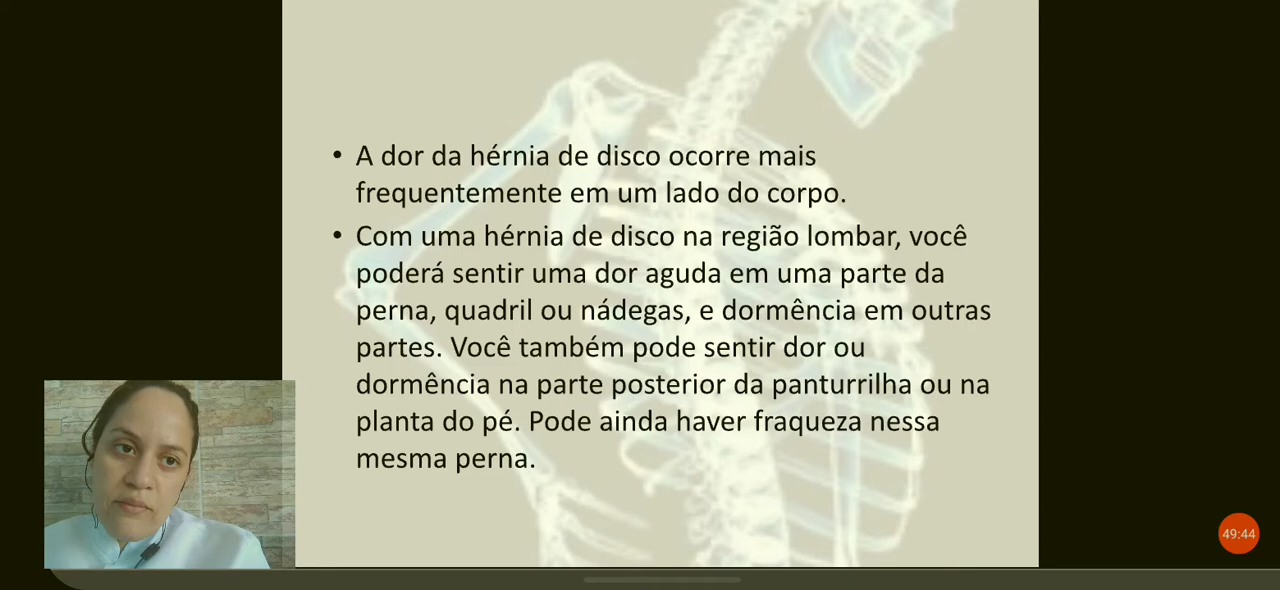 • A dor da hérnia de disco ocorre mais
frequentemente em um lado do corpo.
• Com uma hérnia de disco na região lombar, você
poderá sentir uma dor aguda em uma parte da
perna, quadril ou nádegas, e dormência em outras
partes. Você também pode sentir dor ou
dormência na parte posterior da panturrilha ou na
planta do pé. Pode ainda haver fraqueza nessa
mesma perna.
49:44